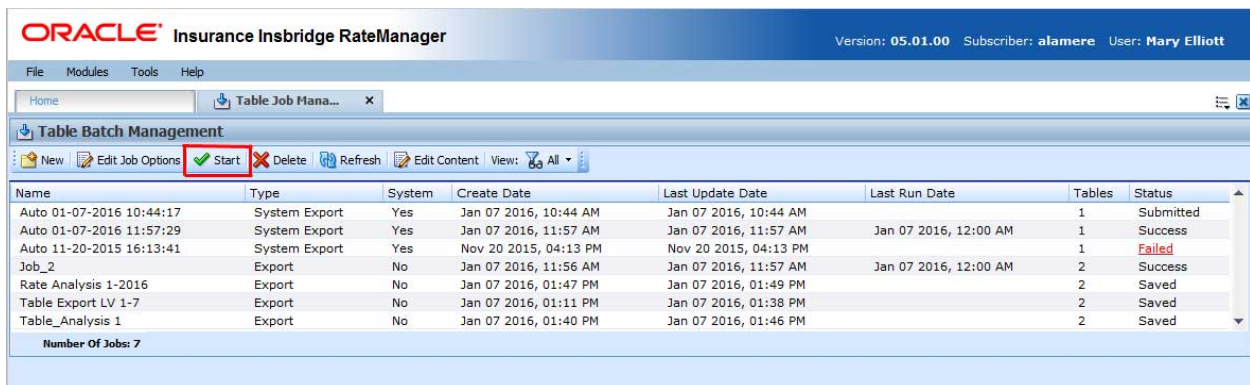 ORACLE Insurance Insbridge RateManager
Version: 05.01.00 Subscriber: alamere User: Mary Elliott
File Modules Tools Help
Home Table Job Mana... x
Table Batch Management
New Edit Job Options Start Delete Refresh Edit Content View: All
Name Type System Create Date Last Update Date Last Run Date Tables Status
Auto 01-07-2016 10:44:17 System Export Yes Jan 07 2016, 10:44 AM Jan 07 2016, 10:44 AM 1 Submitted
Auto 01-07-2016 11:57:29 System Export Yes Jan 07 2016, 11:57 AM Jan 07 2016, 11:57 AM Jan 07 2016, 12:00 AM 1 Success
Auto 11-20-2015 16:13:41 System Export Yes Nov 20 2015, 04:13 PM Nov 20 2015, 04:13 PM 1 Failed
Job_2 Export No Jan 07 2016, 11:56 AM Jan 07 2016, 11:57 AM Jan 07 2016, 12:00 AM 2 Success
Rate Analysis 1-2016 Export No Jan 07 2016, 01:47 PM Jan 07 2016, 01:49 PM 2 Saved
Table Export LV 1-7 Export No Jan 07 2016, 01:11 PM Jan 07 2016, 01:38 PM 2 Saved
Table_Analysis 1 Export No Jan 07 2016, 01:40 PM Jan 07 2016, 01:46 PM 2 Saved
Number Of Jobs: 7